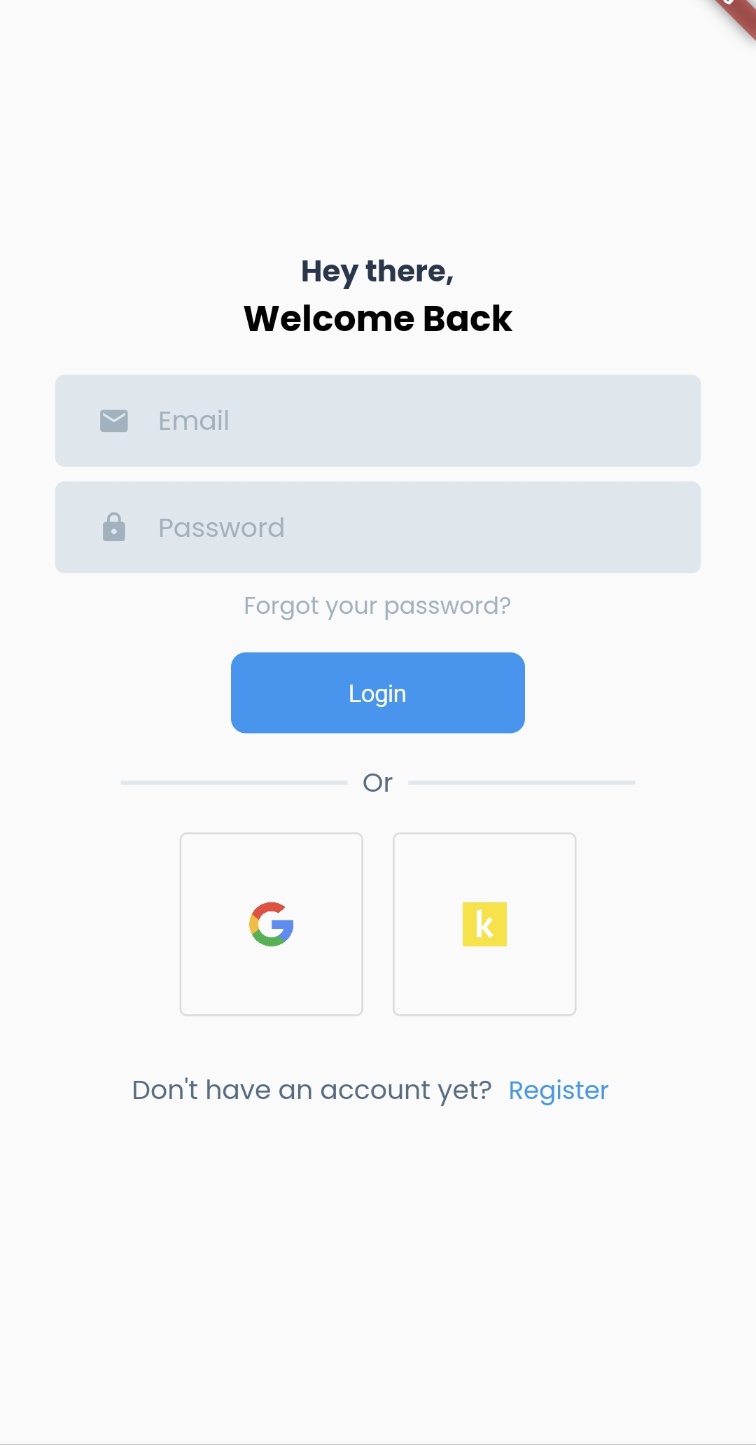 Hey there,
Welcome Back
Email
Password
Forgot your password?
Login
Or
G k
Don't have an account yet? Register